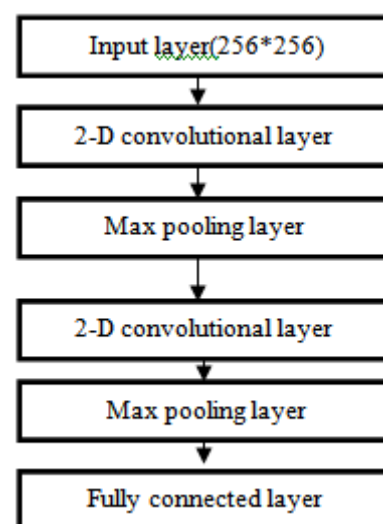 Input layer(256*256)
2-D convolutional layer
Max pooling layer
2-D convolutional layer
Max pooling layer
Fully connected layer